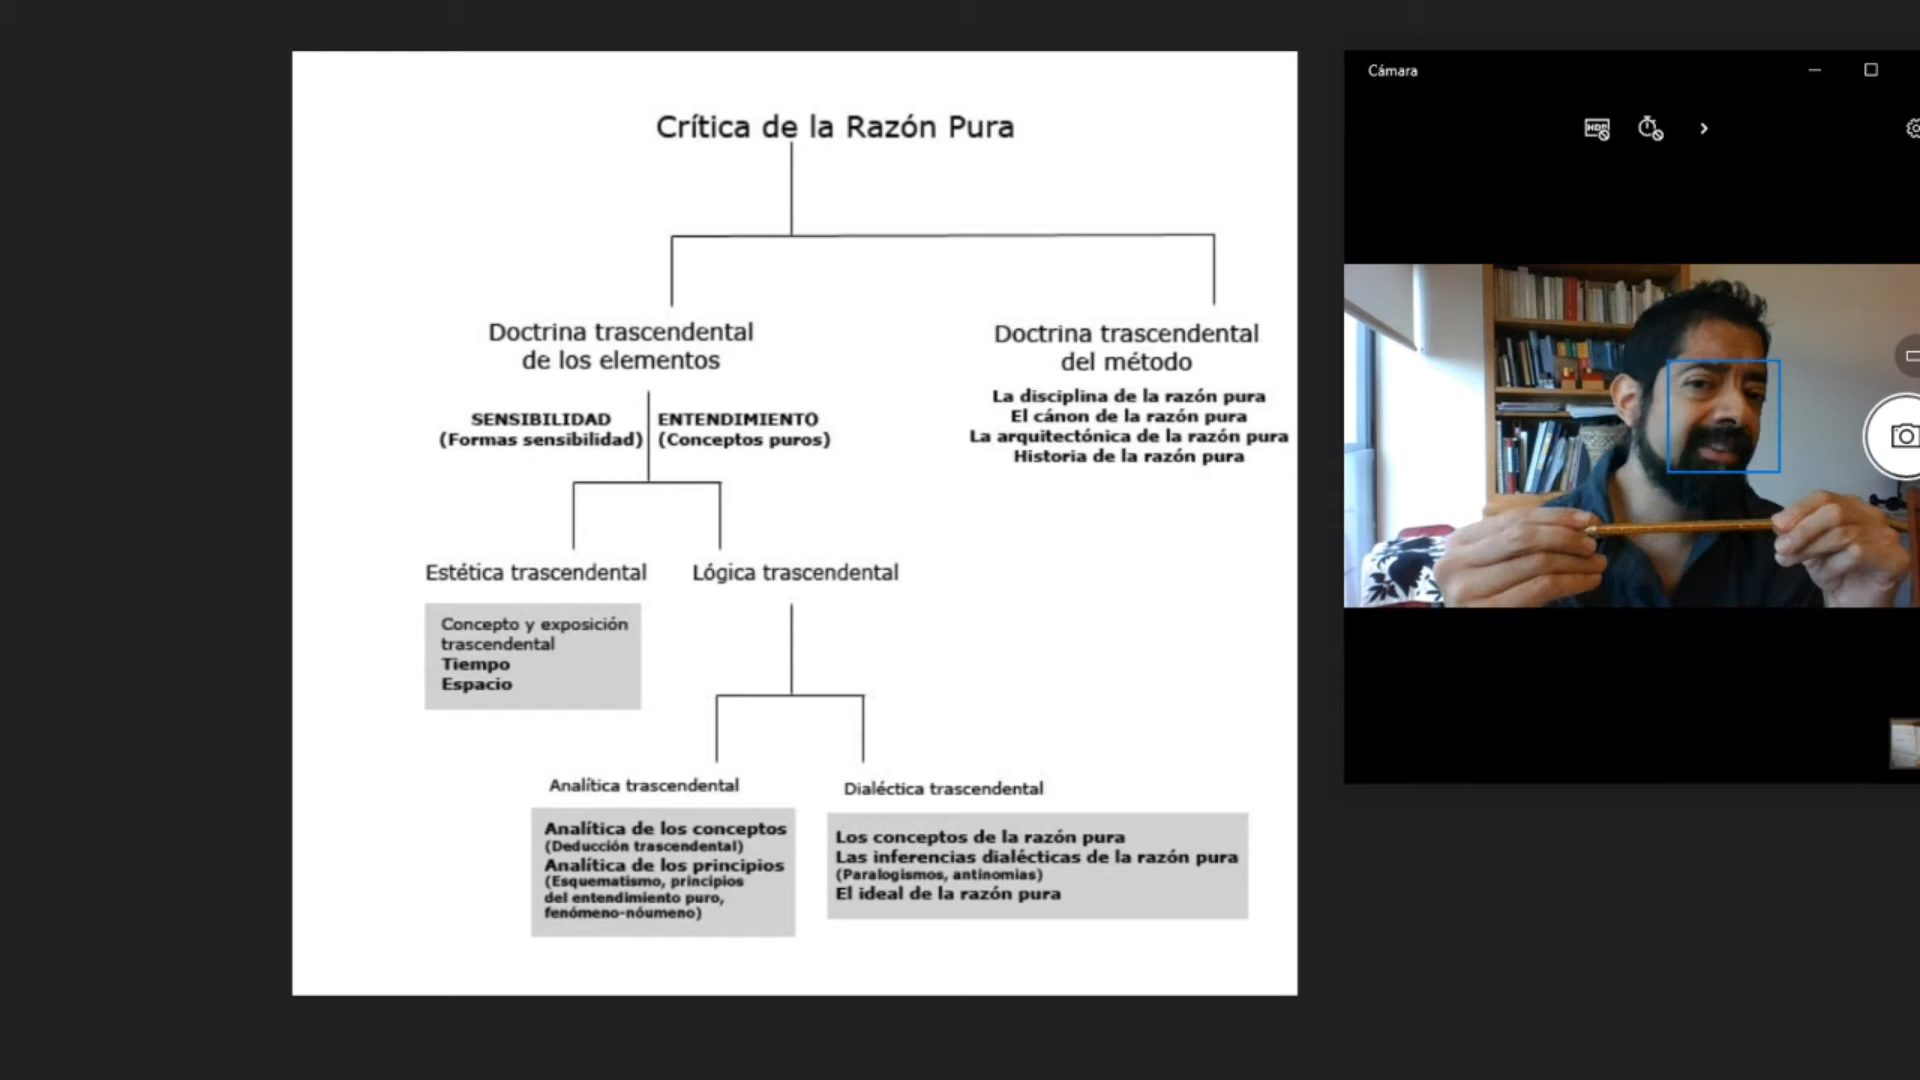 Crítica de la Razón Pura
Doctrina trascendental
de los elementos
SENSIBILIDAD
(Formas sensibilidad)
ENTENDIMIENTO
(Conceptos puros)
Doctrina trascendental
del método
La disciplina de la razón pura
El cánon de la razón pura
La arquitectónica de la razón pura
Historia de la razón pura
Estética trascendental
Concepto y exposición
trascendental
Tiempo
Espacio
Lógica trascendental
Analítica trascendental
Analítica de los conceptos
(Deducción trascendental)
Analítica de los principios
(Esquematismo, principios
del entendimiento puro,
fenómeno-nóumeno)
Dialéctica trascendental
Los conceptos de la razón pura
Las inferencias dialécticas de la razón pura
(Paralogismos, antinomias)
El ideal de la razón pura
Cámara
HDR